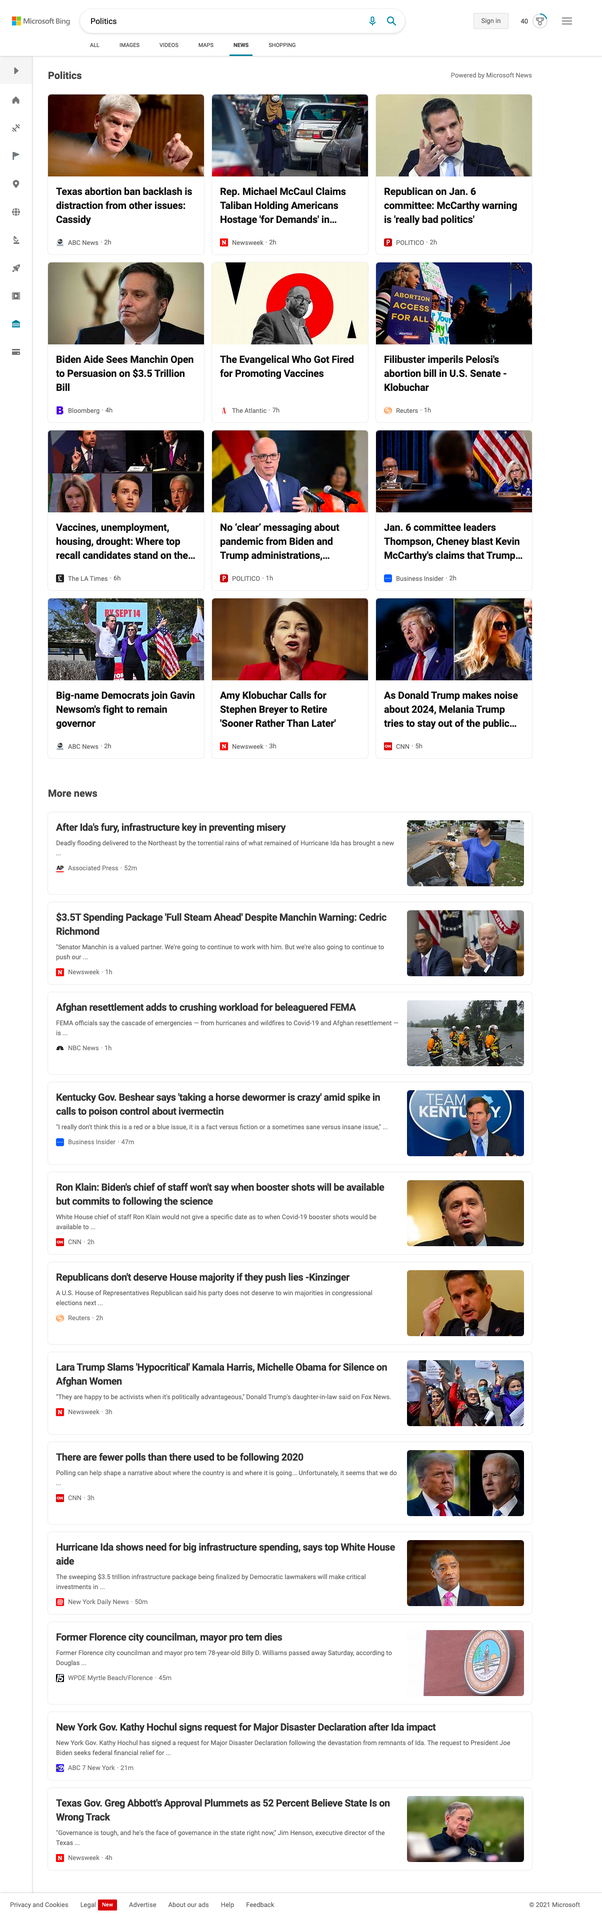 Microsoft Bing
Politics
Sign in
40
ALL IMAGES VIDEOS MAPS NEWS SHOPPING
Politics
Powered by Microsoft News
Texas abortion ban backlash is
distraction from other issues:
Cassidy
ABC News · 2h
Rep. Michael McCaul Claims
Taliban Holding Americans
Hostage 'for Demands' in...
Newsweek · 2h
Republican on Jan. 6
committee: McCarthy warning
is 'really bad politics'
POLITICO · 2h
Biden Aide Sees Manchin Open
to Persuasion on $3.5 Trillion
Bill
Bloomberg · 4h
The Evangelical Who Got Fired
for Promoting Vaccines
The Atlantic · 7h
ABORTION
ACCESS
FOR ALL
Filibuster imperils Pelosi's
abortion bill in U.S. Senate -
Klobuchar
Reuters · 1h
Vaccines, unemployment,
housing, drought: Where top
recall candidates stand on the...
The LA Times · 6h
No 'clear' messaging about
pandemic from Biden and
Trump administrations,...
POLITICO · 1h
Jan. 6 committee leaders
Thompson, Cheney blast Kevin
McCarthy's claims that Trump...
Business Insider · 2h
BY SEPT 14
Big-name Democrats join Gavin
Newsom's fight to remain
governor
ABC News · 2h
Amy Klobuchar Calls for
Stephen Breyer to Retire
'Sooner Rather Than Later'
Newsweek · 3h
As Donald Trump makes noise
about 2024, Melania Trump
tries to stay out of the public...
CNN · 5h
More news
After Ida's fury, infrastructure key in preventing misery
Deadly flooding delivered to the Northeast by the torrential rains of what remained of Hurricane Ida has brought a new
...
Associated Press · 52m
$3.5T Spending Package 'Full Steam Ahead' Despite Manchin Warning: Cedric
Richmond
"Senator Manchin is a valued partner. We're going to continue to work with him. But we're also going to continue to
push our ...
Newsweek · 1h
Afghan resettlement adds to crushing workload for beleaguered FEMA
FEMA officials say the cascade of emergencies — from hurricanes and wildfires to Covid-19 and Afghan resettlement —
is ...
NBC News · 1h
Kentucky Gov. Beshear says 'taking a horse dewormer is crazy' amid spike in
calls to poison control about ivermectin
"I really don't think this is a red or a blue issue, it is a fact versus fiction or a sometimes sane versus insane issue," ...
Business Insider · 47m
TEAM
KENTUCKY
Ron Klain: Biden's chief of staff won't say when booster shots will be available
but commits to following the science
White House chief of staff Ron Klain would not give a specific date as to when Covid-19 booster shots would be
available to ...
CNN · 2h
Republicans don't deserve House majority if they push lies -Kinzinger
A U.S. House of Representatives Republican said his party does not deserve to win majorities in congressional
elections next ...
Reuters · 2h
Lara Trump Slams 'Hypocritical' Kamala Harris, Michelle Obama for Silence on
Afghan Women
"They are happy to be activists when it's politically advantageous," Donald Trump's daughter-in-law said on Fox News.
Newsweek · 3h
There are fewer polls than there used to be following 2020
Polling can help shape a narrative about where the country is and where it is going... Unfortunately, it seems that we do
...
CNN · 3h
Hurricane Ida shows need for big infrastructure spending, says top White House
aide
The sweeping $3.5 trillion infrastructure package being finalized by Democratic lawmakers will make critical
investments in ...
New York Daily News · 50m
Former Florence city councilman, mayor pro tem dies
Former Florence city councilman and mayor pro tem 78-year-old Billy D. Williams passed away Saturday, according to
Douglas ...
WPDE Myrtle Beach/Florence · 45m
New York Gov. Kathy Hochul signs request for Major Disaster Declaration after Ida impact
New York Gov. Kathy Hochul has signed a request for Major Disaster Declaration following the devastation from remnants of Ida. The request to President Joe
Biden seeks federal financial relief for ...
ABC 7 New York · 21m
Texas Gov. Greg Abbott's Approval Plummets as 52 Percent Believe State Is on
Wrong Track
"Governance is tough, and he's the face of governance in the state right now," Jim Henson, executive director of the
Texas ...
Newsweek · 4h
Privacy and Cookies Legal New Advertise About our ads Help Feedback © 2021 Microsoft